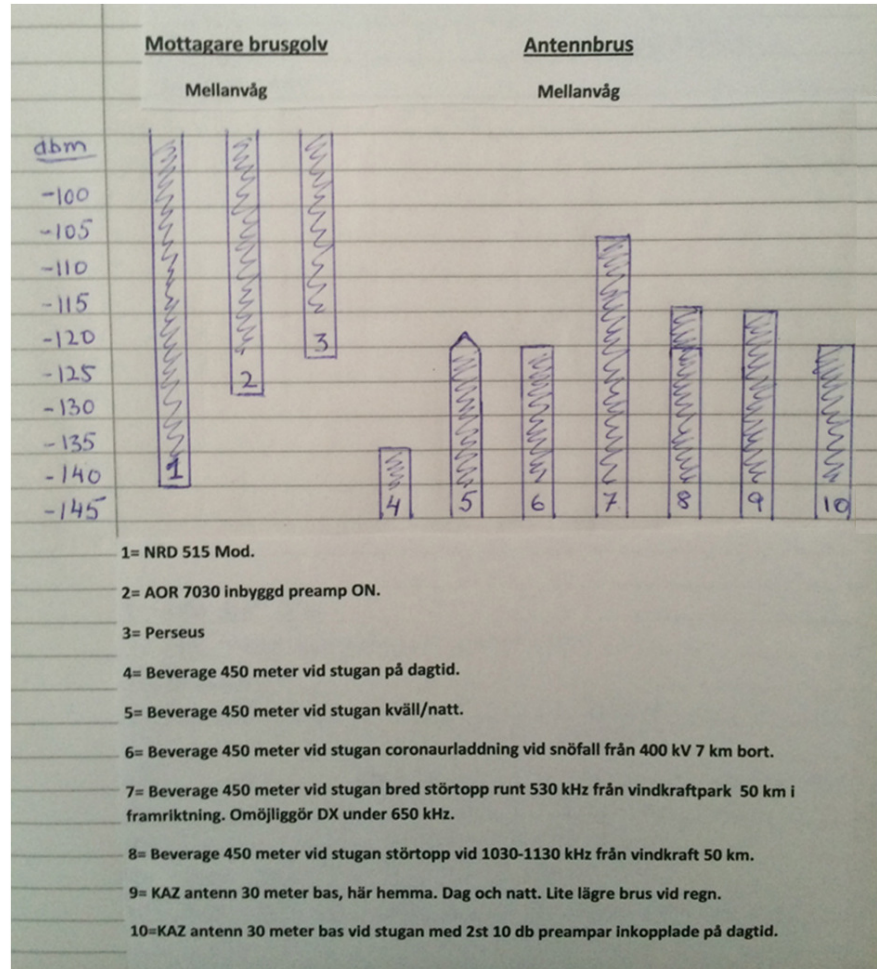 Mottagare brusgolv Antennbrus
Mellanvåg Mellanvåg
dbm
-100
-105
-110
-115
-120
-125
-130
-135
-140
-145
1 2 3 4 5 6 7 8 9 10
1= NRD 515 Mod.
2= AOR 7030 inbyggd preamp ON.
3= Perseus
4= Beverage 450 meter vid stugan på dagtid.
5= Beverage 450 meter vid stugan kväll/natt.
6= Beverage 450 meter vid stugan coronaurladdning vid snöfall från 400 kV 7 km bort.
7= Beverage 450 meter vid stugan bred störtopp runt 530 kHz från vindkraftpark 50 km i
framriktning. Omöjliggör DX under 650 kHz.
8= Beverage 450 meter vid stugan störtopp vid 1030-1130 kHz från vindkraft 50 km.
9= KAZ antenn 30 meter bas, här hemma. Dag och natt. Lite lägre brus vid regn.
10=KAZ antenn 30 meter bas vid stugan med 2st 10 db preampar inkopplade på dagtid.